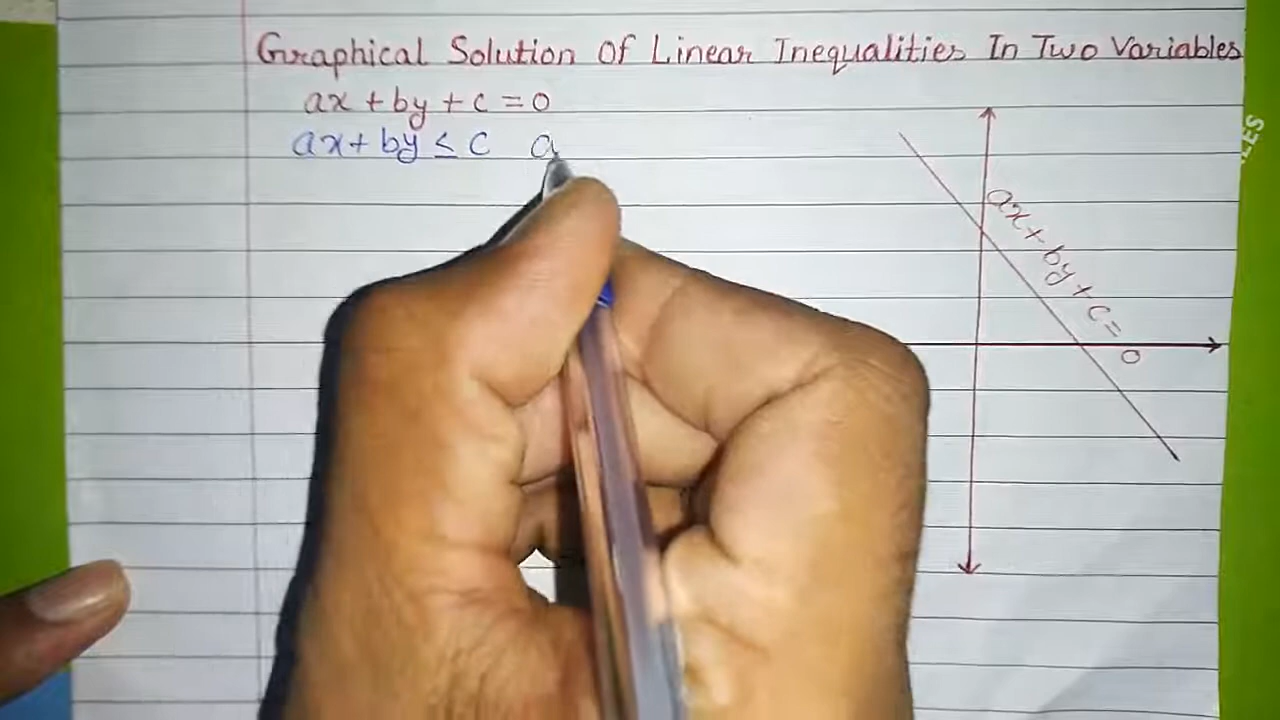 Graphical Solution Of Linear Inequalities In Two Variables
ax + by + c = 0
ax + by ≤ c a
ax + by + c = 0